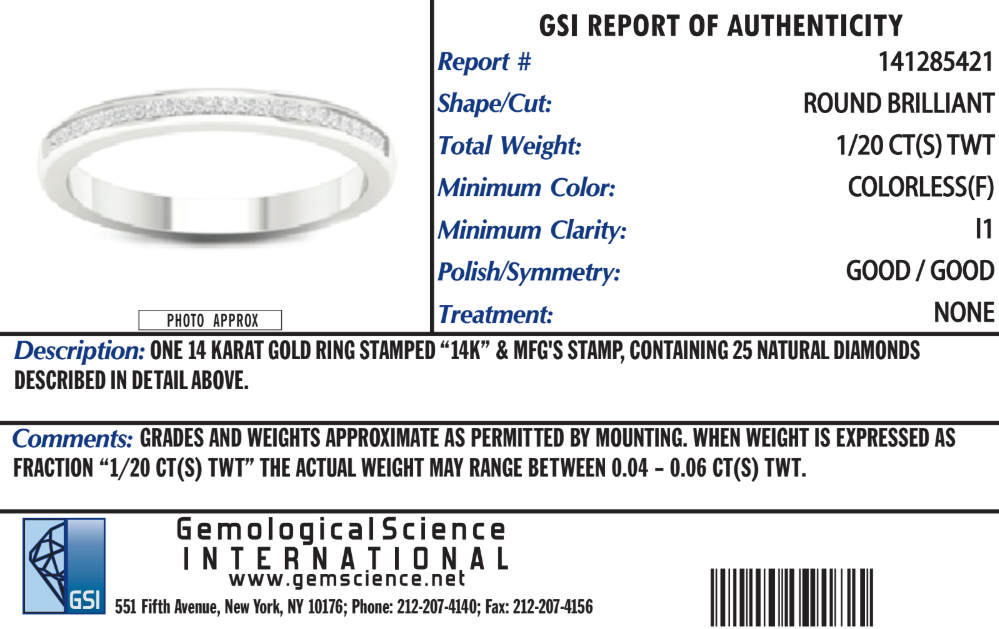 GSI REPORT OF AUTHENTICITY
Report # 141285421
Shape/Cut: ROUND BRILLIANT
Total Weight: 1/20 CT(S) TWT
Minimum Color: COLORLESS(F)
Minimum Clarity: I1
Polish/Symmetry: GOOD / GOOD
Treatment: NONE
PHOTO APPROX
Description: ONE 14 KARAT GOLD RING STAMPED “14K” & MFG'S STAMP, CONTAINING 25 NATURAL DIAMONDS
DESCRIBED IN DETAIL ABOVE.
Comments: GRADES AND WEIGHTS APPROXIMATE AS PERMITTED BY MOUNTING. WHEN WEIGHT IS EXPRESSED AS
FRACTION “1/20 CT(S) TWT” THE ACTUAL WEIGHT MAY RANGE BETWEEN 0.04 – 0.06 CT(S) TWT.
GSI
Gemological Science
INTERNATIONAL
www.gemscience.net
551 Fifth Avenue, New York, NY 10176; Phone: 212-207-4140; Fax: 212-207-4156